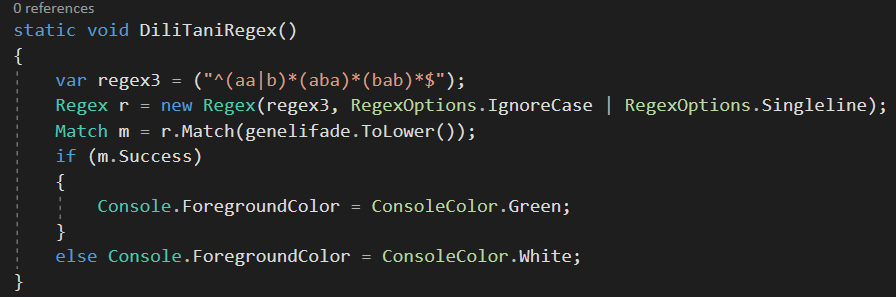 0 references
static void DiliTaniRegex()
{
var regex3 = ("^(aa|b)*(aba)*(bab)*$");
Regex r = new Regex(regex3, RegexOptions.IgnoreCase | RegexOptions.Singleline);
Match m = r.Match(genelifade.ToLower());
if (m.Success)
{
Console.ForegroundColor = ConsoleColor.Green;
}
else Console.ForegroundColor = ConsoleColor.White;
}